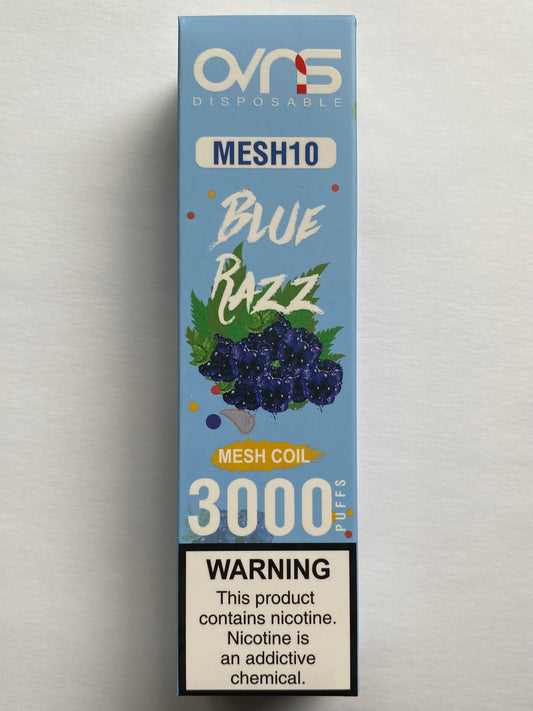 OVNS
DISPOSABLE
MESH10
BLUE
RAZZ
MESH COIL
3000 PUFFS
WARNING
This product
contains nicotine.
Nicotine is
an addictive
chemical.